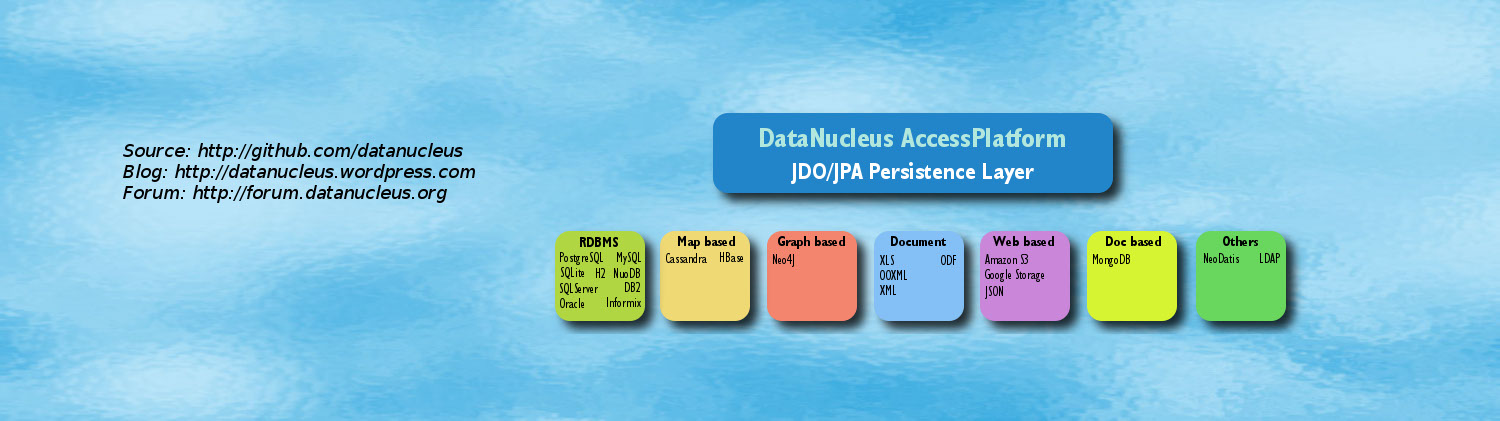 Source: http://github.com/datanucleus
Blog: http://datanucleus.wordpress.com
Forum: http://forum.datanucleus.org
DataNucleus AccessPlatform
JDO/JPA Persistence Layer
RDBMS
PostgreSQL MySQL
SQLite H2 NuoDB
SQLServer DB2
Oracle Informix
Map based
Cassandra HBase
Graph based
Neo4J
Document
XLS ODF
OOXML
XML
Web based
Amazon S3
Google Storage
JSON
Doc based
MongoDB
Others
NeoDatis LDAP